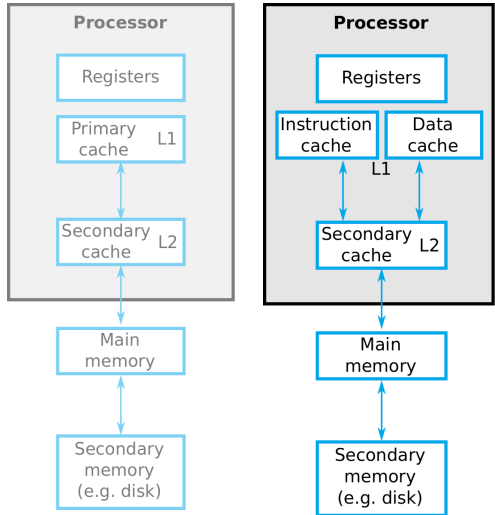 Processor
Registers
Primary
cache
L1
Secondary
cache
L2
Main
memory
Secondary
memory
(e.g. disk)
Processor
Registers
Instruction
cache
Data
cache
L1
Secondary
cache
L2
Main
memory
Secondary
memory
(e.g. disk)